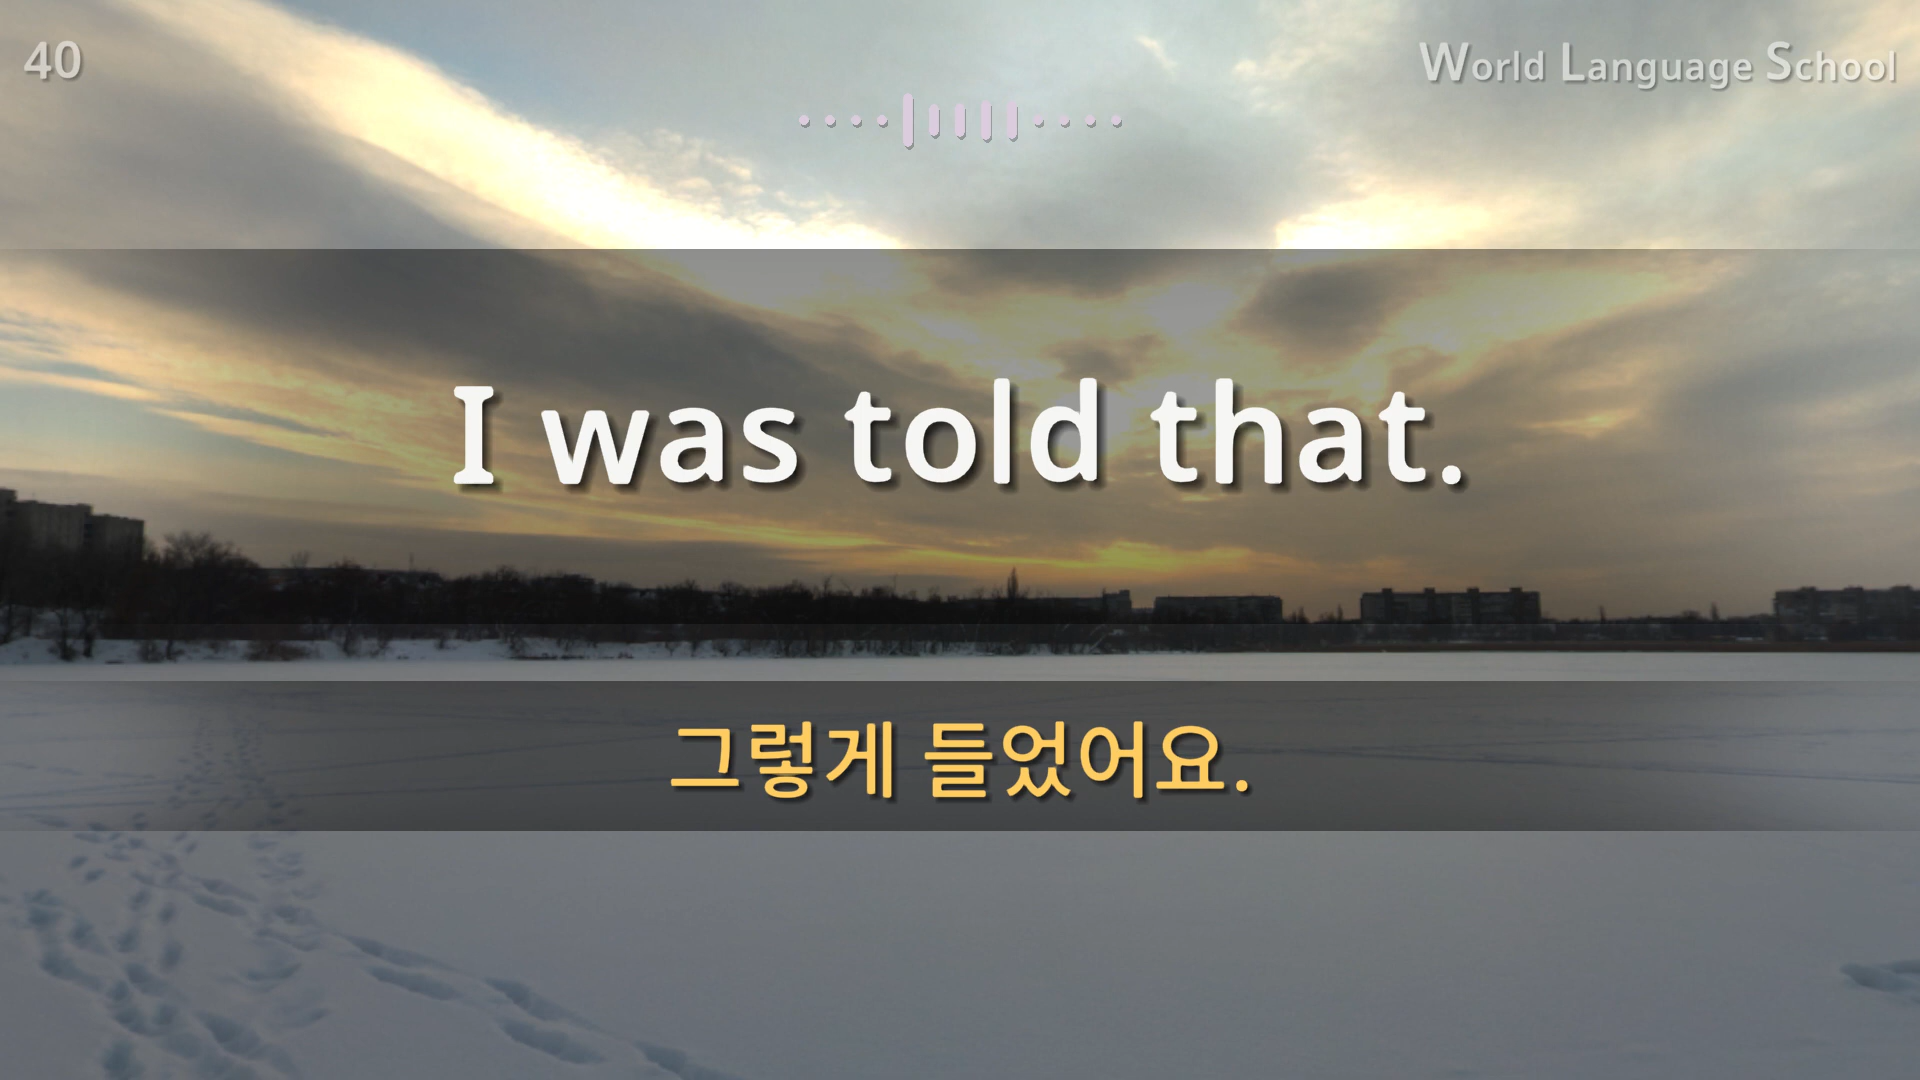 40
World Language School
I was told that.
그렇게 들었어요.